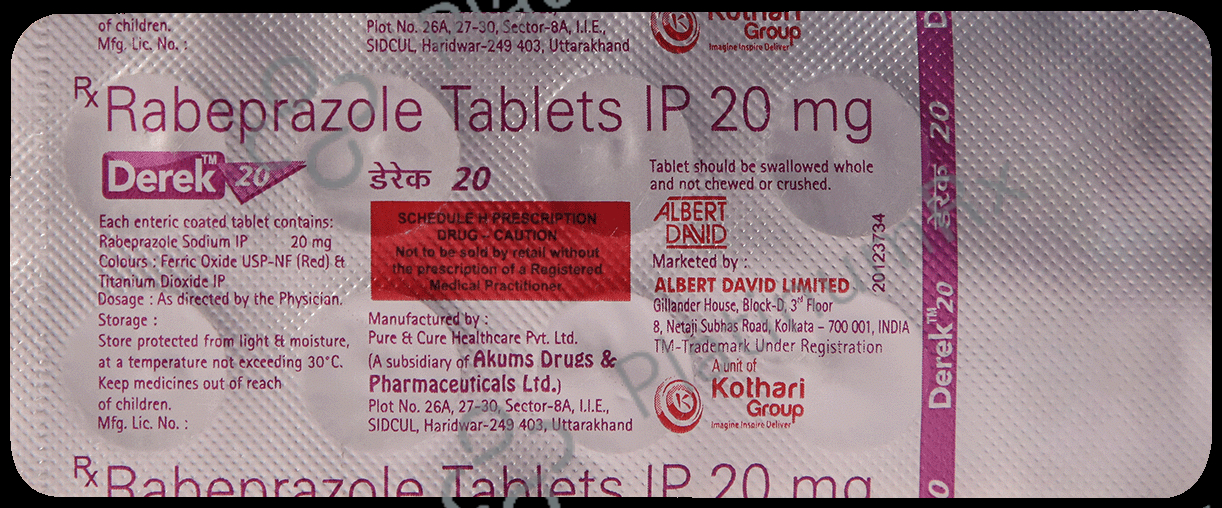 of children.
Mfg. Lic. No. :
Plot No. 26A, 27-30, Sector-8A, I.I.E.,
SIDCUL, Haridwar-249 403, Uttarakhand
Kothari
Group
Imagine Inspire Deliver
Rx Rabeprazole Tablets IP 20 mg
Derek™ 20
डेरेक 20
Tablet should be swallowed whole
and not chewed or crushed.
Each enteric coated tablet contains:
Rabeprazole Sodium IP 20 mg
Colours : Ferric Oxide USP-NF (Red) &
Titanium Dioxide IP
Dosage : As directed by the Physician.
Storage :
Store protected from light & moisture,
at a temperature not exceeding 30°C.
Keep medicines out of reach
of children.
Mfg. Lic. No. :
SCHEDULE H PRESCRIPTION
DRUG – CAUTION
Not to be sold by retail without
the prescription of a Registered
Medical Practitioner
Manufactured by :
Pure & Cure Healthcare Pvt. Ltd.
(A subsidiary of Akums Drugs &
Pharmaceuticals Ltd.)
Plot No. 26A, 27-30, Sector-8A, I.I.E.,
SIDCUL, Haridwar-249 403, Uttarakhand
ALBERT
DAVID
Marketed by :
ALBERT DAVID LIMITED
Gillander House, Block-D, 3rd Floor
8, Netaji Subhas Road, Kolkata – 700 001, INDIA
TM-Trademark Under Registration
A unit of
Kothari
Group
Imagine Inspire Deliver
20123734
Derek™ 20 डेरेक 20
Rx Rabeprazole Tablets IP 20 mg